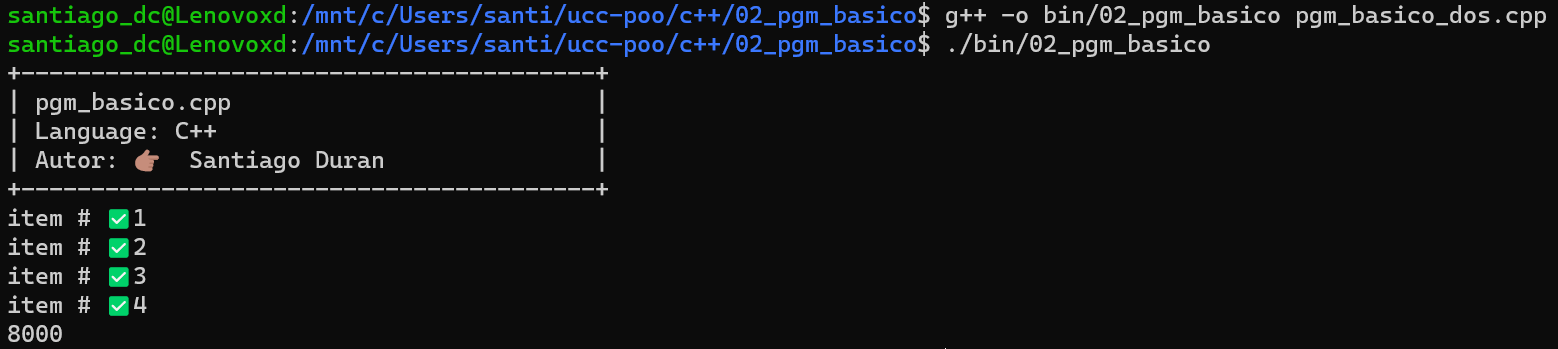 santiago_dc@Lenovoxd:/mnt/c/Users/santi/ucc-poo/c++/02_pgm_basico$ g++ -o bin/02_pgm_basico pgm_basico_dos.cpp
santiago_dc@Lenovoxd:/mnt/c/Users/santi/ucc-poo/c++/02_pgm_basico$ ./bin/02_pgm_basico
+-----------------------------------------+
| pgm_basico.cpp                          |
| Language: C++                           |
| Autor: 👉🏽  Santiago Duran               |
+-----------------------------------------+
item # ✅1
item # ✅2
item # ✅3
item # ✅4
8000